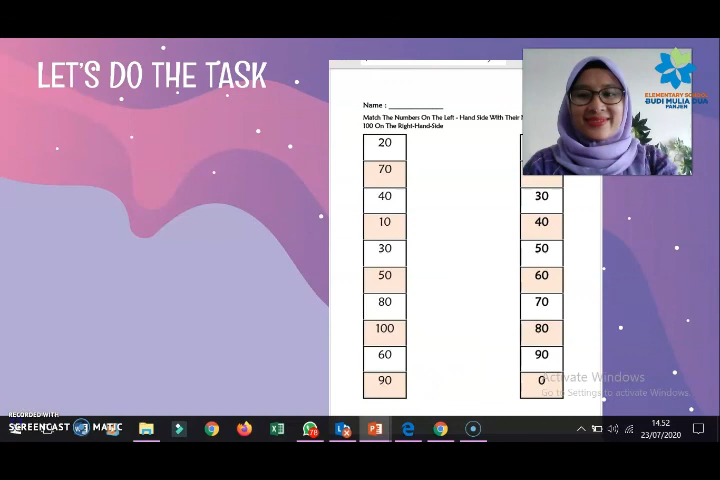 LET'S DO THE TASK
Name : ____________
Match The Numbers On The Left - Hand Side With Their
100 On The Right-Hand-Side
20
70
40
10
30
50
80
100
60
90
30
40
50
60
70
80
90
0
ELEMENTARY SCHOOL
BUDI MULIA DUA
PANJEN
Activate Windows
Go to Settings to activate Windows.
RECORDED WITH
SCREENCAST MATIC
14.52
23/07/2020